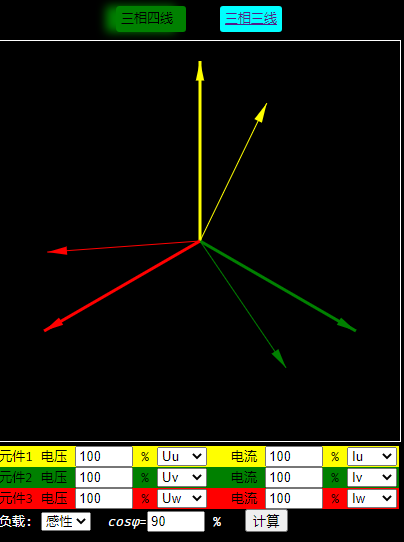 三相四线 三相三线
元件1 电压 100 % Uu 电流 100 % Iu
元件2 电压 100 % Uv 电流 100 % Iv
元件3 电压 100 % Uw 电流 100 % Iw
负载: 感性 cosφ=90 % 计算